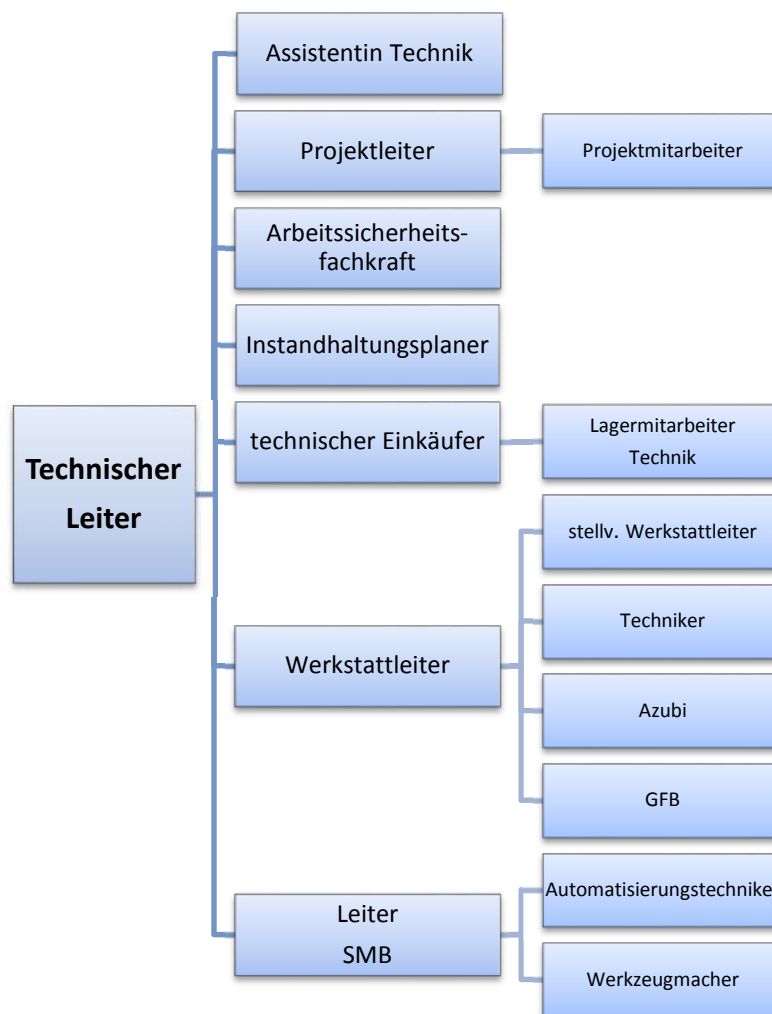 Assistentin Technik
Projektleiter
Projektmitarbeiter
Arbeitssicherheits-
fachkraft
Instandhaltungsplaner
Technischer
Leiter
technischer Einkäufer
Lagermitarbeiter
Technik
Werkstattleiter
stellv. Werkstattleiter
Techniker
Azubi
GFB
Leiter
SMB
Automatisierungstechnike
Werkzeugmacher